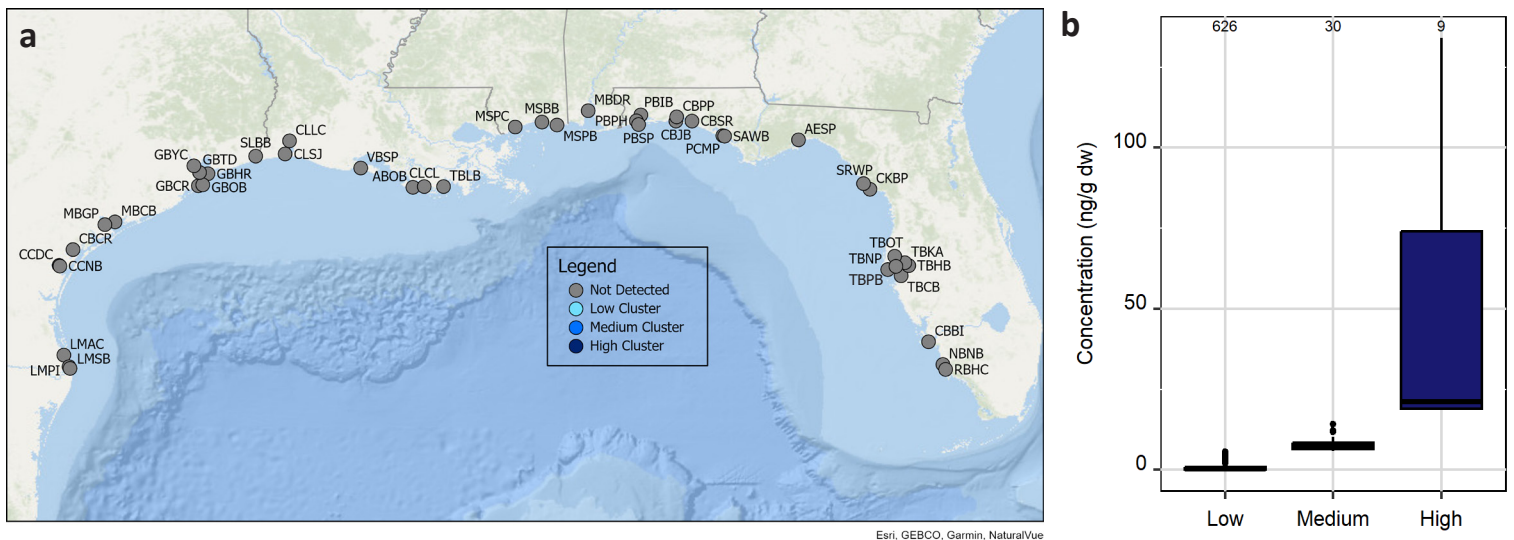 a
MBDR
PBIB
CBPP
MSBB
MSPC
PBPH
CBSR
MSPB
PBSP
CBJB
SAWB
AESP
PCMP
CLLC
SLBB
CLSJ
GBYC
GBTD
VBSP
GBHR
ABOB
CLCL
TBLB
GBCR
GBOB
SRWP
CKBP
MBGP
MBCB
CBCR
CCDC
CCNB
TBOT
TBKA
TBNP
TBHB
TBPB
TBCB
Legend
Not Detected
Low Cluster
Medium Cluster
High Cluster
CBBI
LMAC
LMSB
LMPI
NBNB
RBHC
Esri, GEBCO, Garmin, NaturalVue
b
626 30 9
Concentration (ng/g dw)
100
50
0
Low Medium High